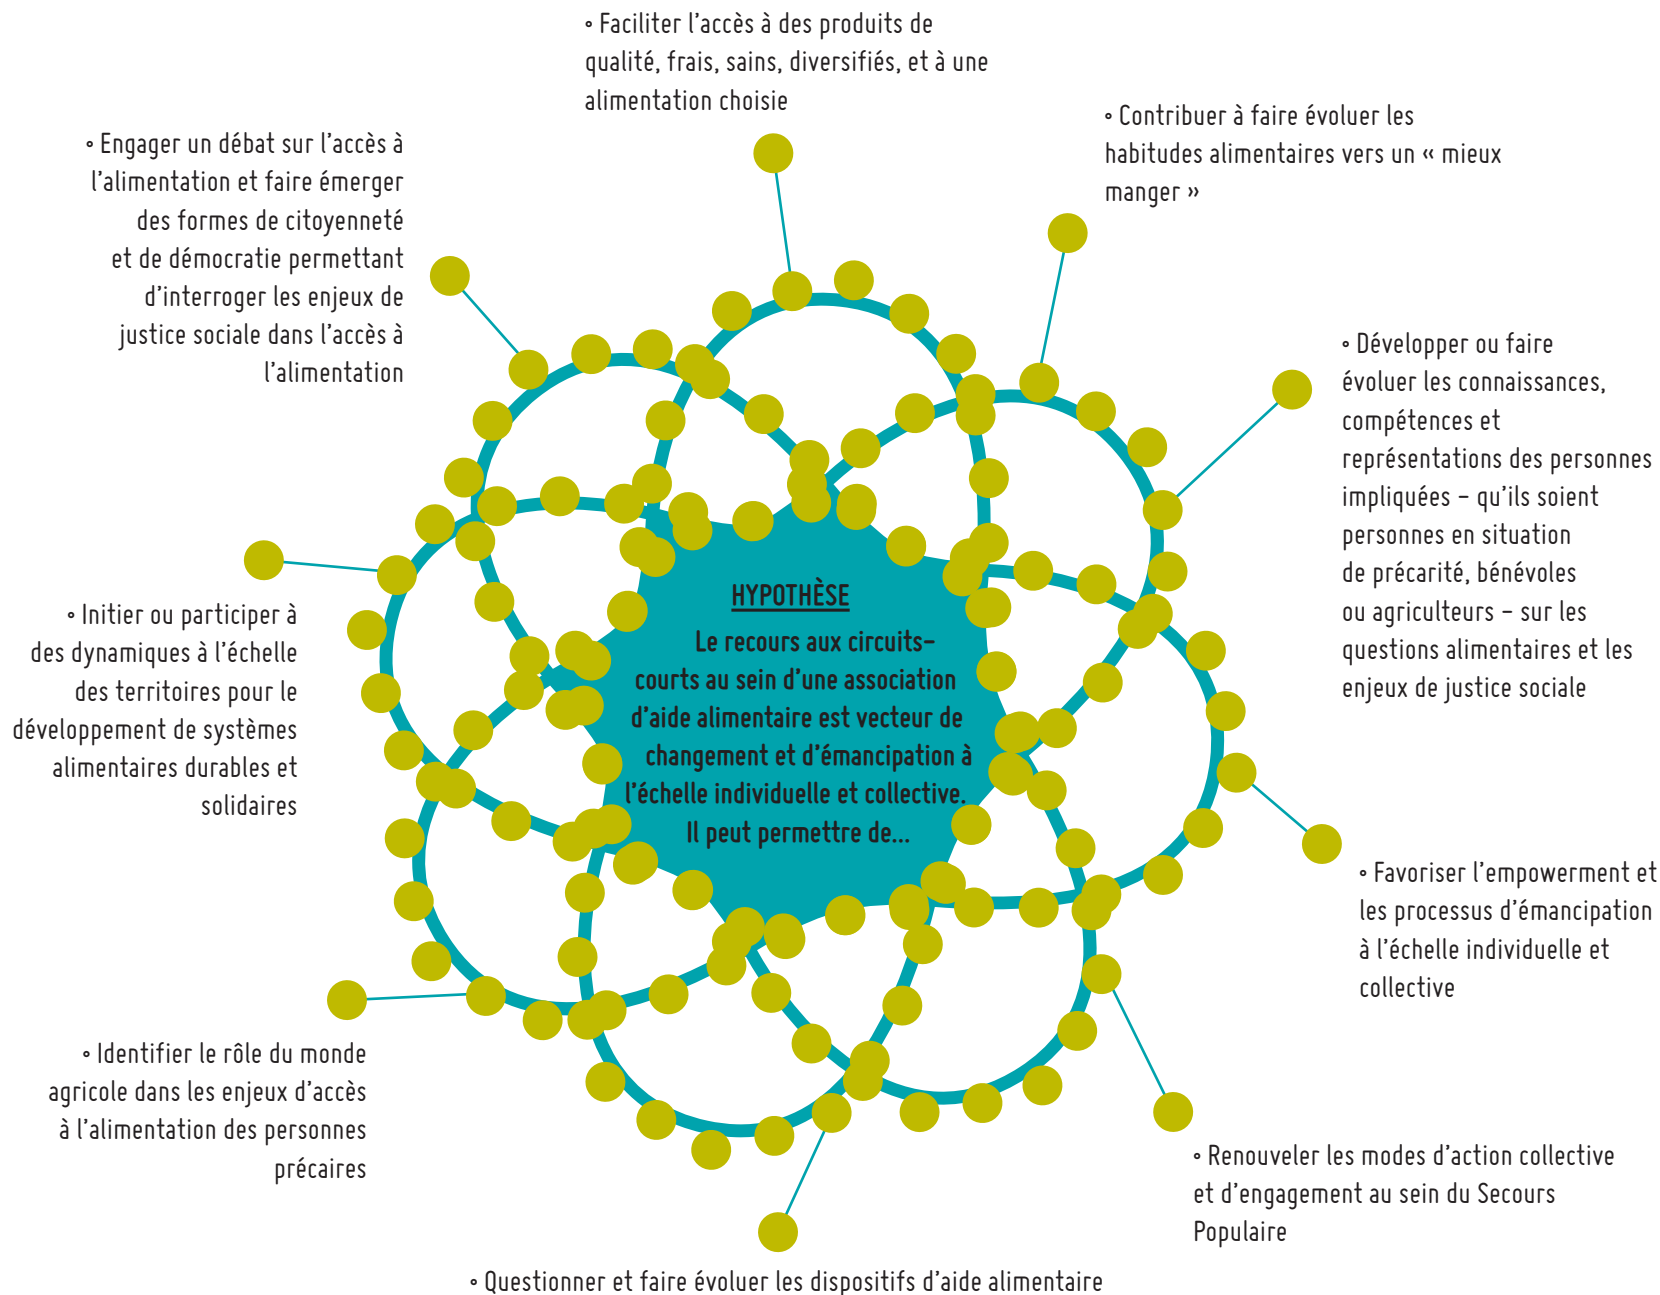 ° Faciliter l'accès à des produits de
qualité, frais, sains, diversifiés, et à une
alimentation choisie
° Contribuer à faire évoluer les
habitudes alimentaires vers un « mieux
manger »
° Engager un débat sur l'accès à
l'alimentation et faire émerger
des formes de citoyenneté
et de démocratie permettant
d'interroger les enjeux de
justice sociale dans l'accès à
l'alimentation
° Développer ou faire
évoluer les connaissances,
compétences et
représentations des personnes
impliquées – qu'ils soient
personnes en situation
de précarité, bénévoles
ou agriculteurs – sur les
questions alimentaires et les
enjeux de justice sociale
HYPOTHÈSE
Le recours aux circuits-
courts au sein d'une association
d'aide alimentaire est vecteur de
changement et d'émancipation à
l'échelle individuelle et collective.
Il peut permettre de...
° Initier ou participer à
des dynamiques à l'échelle
des territoires pour le
développement de systèmes
alimentaires durables et
solidaires
° Favoriser l'empowerment et
les processus d'émancipation
à l'échelle individuelle et
collective
° Identifier le rôle du monde
agricole dans les enjeux d'accès
à l'alimentation des personnes
précaires
° Renouveler les modes d'action collective
et d'engagement au sein du Secours
Populaire
° Questionner et faire évoluer les dispositifs d'aide alimentaire